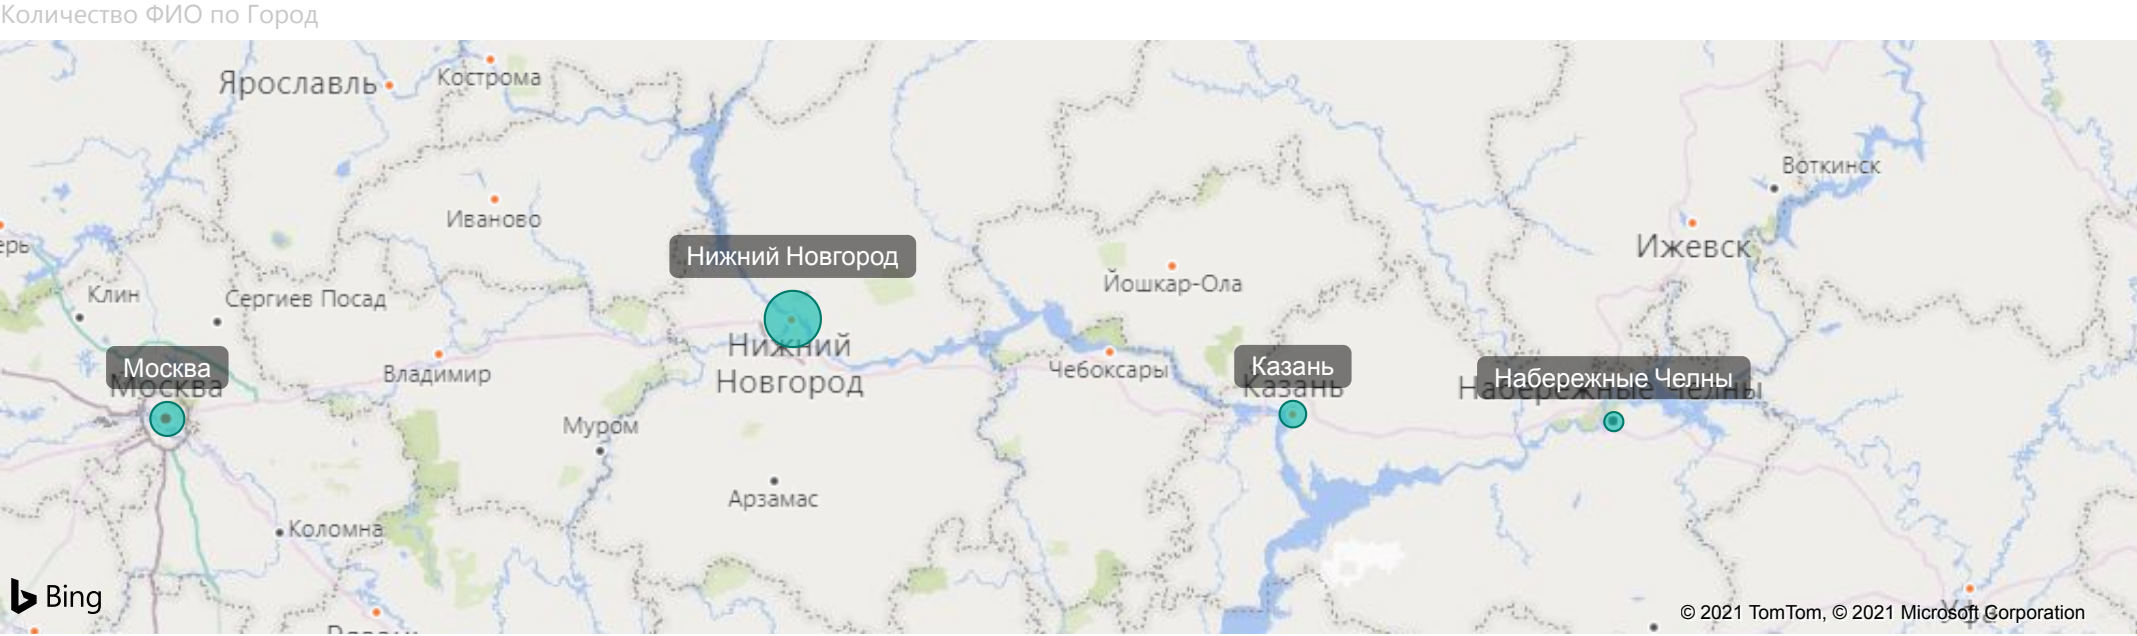 Количество ФИО по Город
Ярославль
Кострома
Воткинск
Иваново
Ижевск
Нижний Новгород
Йошкар-Ола
Клин
Сергиев Посад
Нижний
Новгород
Москва
Москва
Владимир
Чебоксары
Казань
Казань
Набережные Челны
Набережные Челны
Муром
Арзамас
Коломна
Bing
© 2021 TomTom, © 2021 Microsoft Corporation